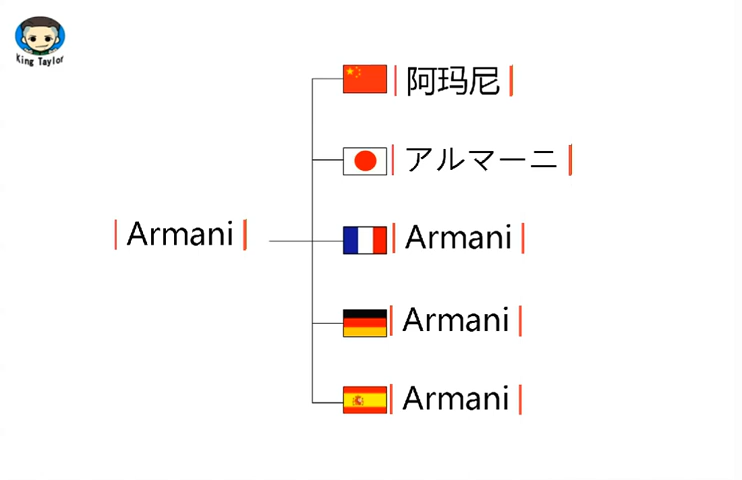 King Taylor
阿玛尼
アルマーニ
Armani
Armani
Armani
Armani